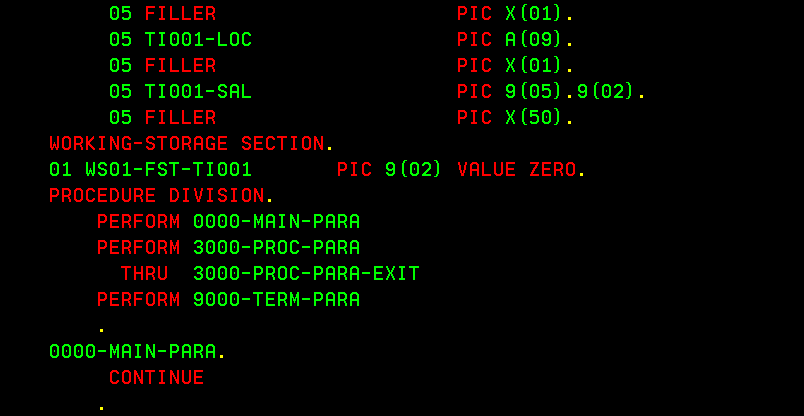 05 FILLER PIC X(01).
05 TI001-LOC PIC A(09).
05 FILLER PIC X(01).
05 TI001-SAL PIC 9(05).9(02).
05 FILLER PIC X(50).
WORKING-STORAGE SECTION.
01 WS01-FST-TI001 PIC 9(02) VALUE ZERO.
PROCEDURE DIVISION.
PERFORM 0000-MAIN-PARA
PERFORM 3000-PROC-PARA
THRU 3000-PROC-PARA-EXIT
PERFORM 9000-TERM-PARA
.
0000-MAIN-PARA.
CONTINUE
.